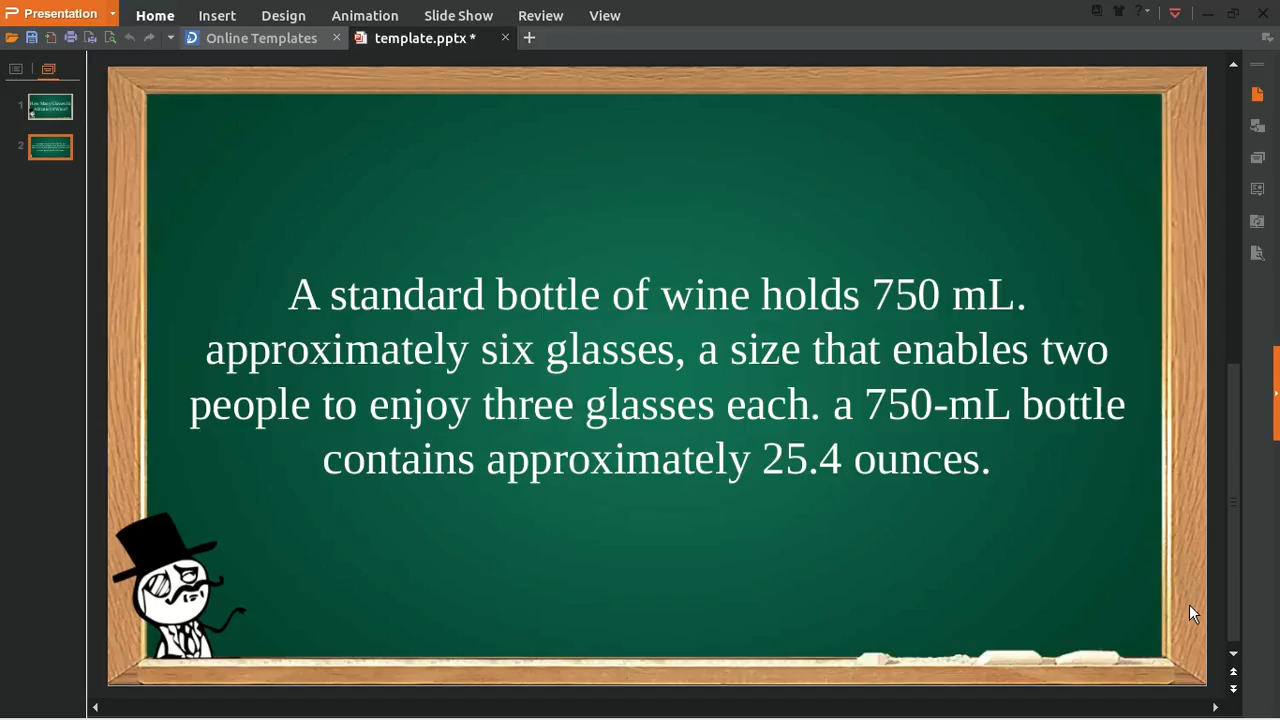 Presentation
Home Insert Design Animation Slide Show Review View
Online Templates template.pptx *
1
2
A standard bottle of wine holds 750 mL.
approximately six glasses, a size that enables two
people to enjoy three glasses each. a 750-mL bottle
contains approximately 25.4 ounces.